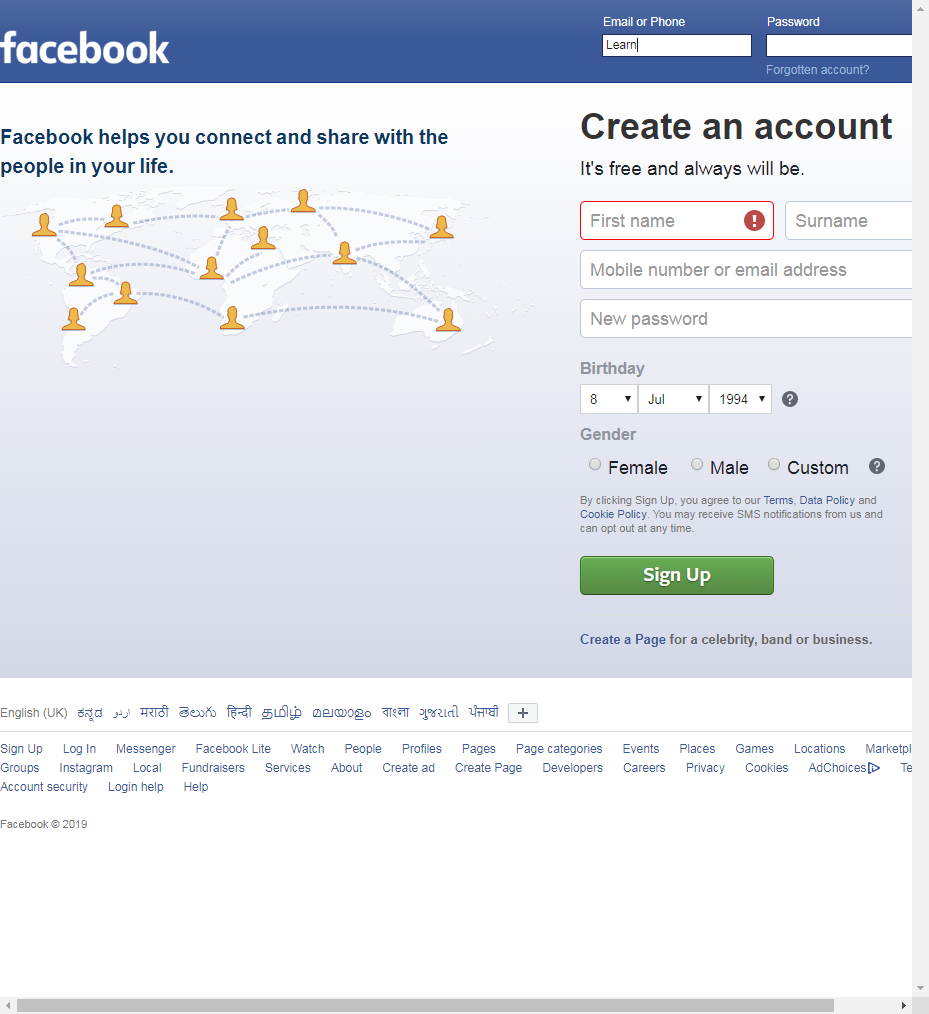 Email or Phone Password
facebook Learn
Forgotten account?
Create an account
Facebook helps you connect and share with the
people in your life.
It's free and always will be.
First name Surname
Mobile number or email address
New password
Birthday
8 Jul 1994
Gender
Female Male Custom
By clicking Sign Up, you agree to our Terms, Data Policy and
Cookie Policy. You may receive SMS notifications from us and
can opt out at any time.
Sign Up
Create a Page for a celebrity, band or business.
English (UK) ಕನ್ನಡ اردو मराठी తెలుగు हिन्दी தமிழ் മലയാളം বাংলা ગુજરાતી ਪੰਜਾਬੀ +
Sign Up Log In Messenger Facebook Lite Watch People Profiles Pages Page categories Events Places Games Locations Marketpl
Groups Instagram Local Fundraisers Services About Create ad Create Page Developers Careers Privacy Cookies AdChoices Te
Account security Login help Help
Facebook © 2019